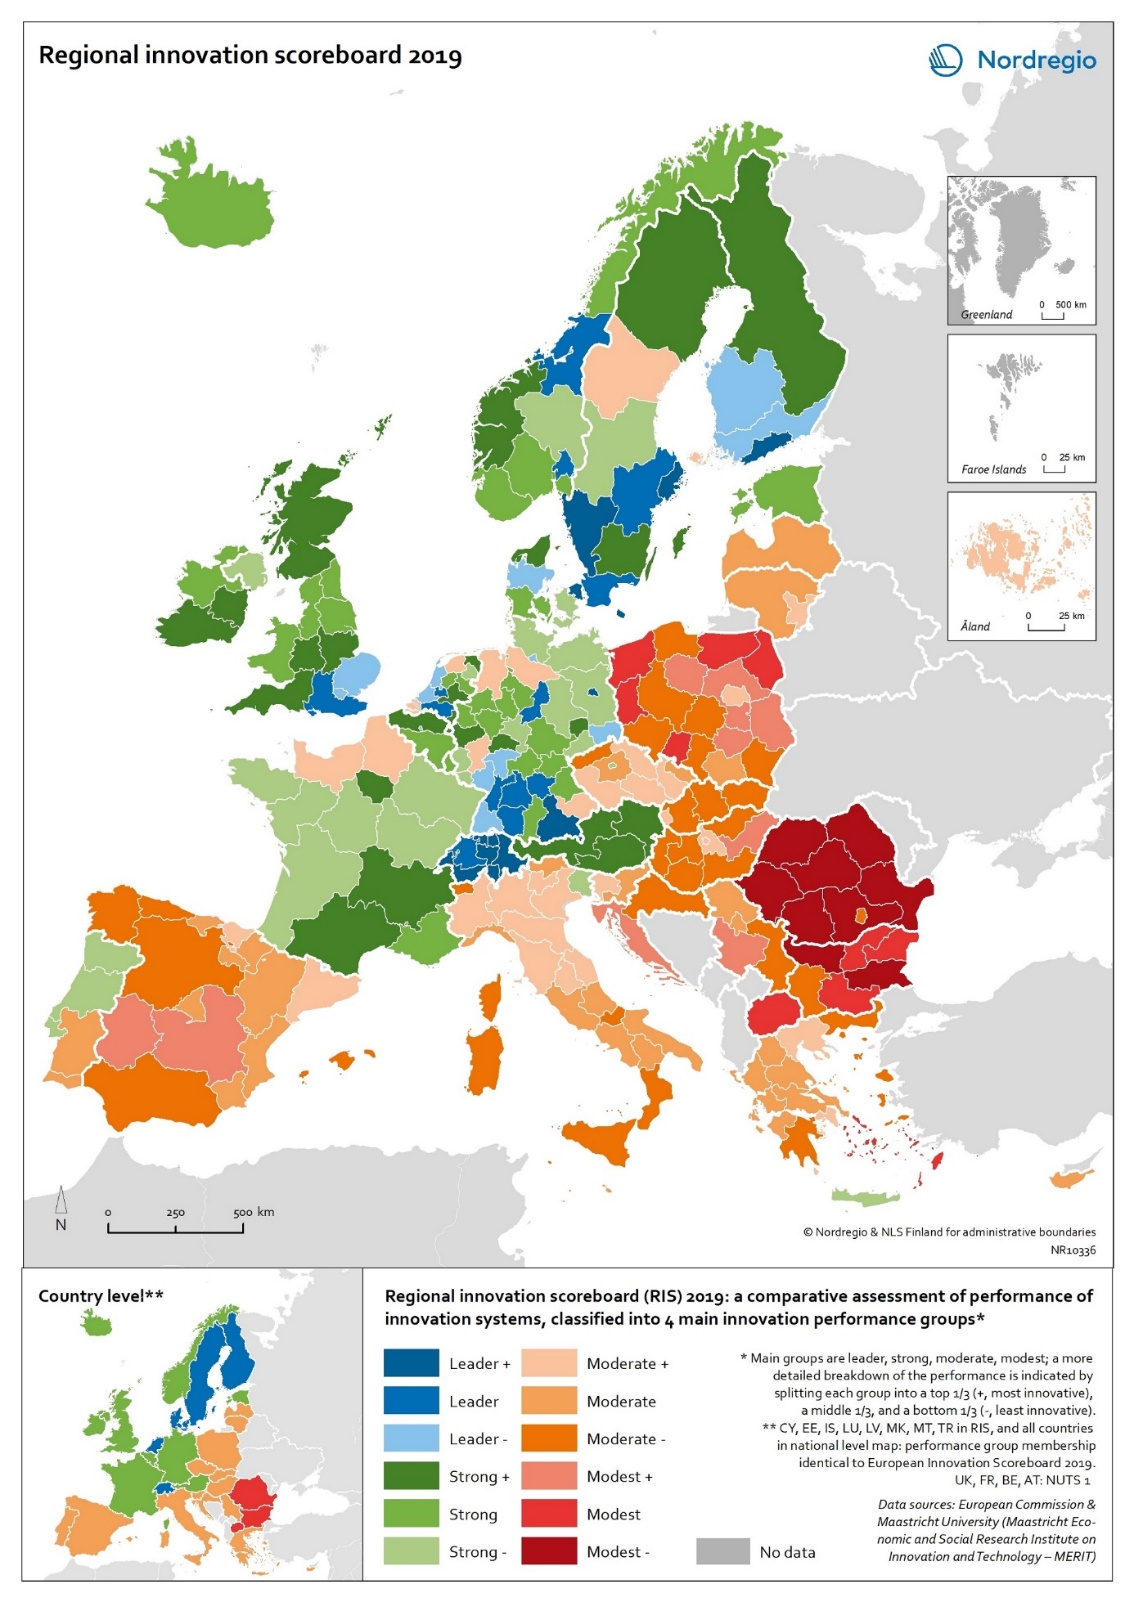 Regional innovation scoreboard 2019
Nordregio
0 500 km
Greenland
0 25 km
Faroe Islands
0 25 km
Åland
N
0 250 500 km
© Nordregio & NLS Finland for administrative boundaries
NR10336
Country level**
Regional innovation scoreboard (RIS) 2019: a comparative assessment of performance of
innovation systems, classified into 4 main innovation performance groups*
Leader +
Leader
Leader -
Strong +
Strong
Strong -
Moderate +
Moderate
Moderate -
Modest +
Modest
Modest -
No data
* Main groups are leader, strong, moderate, modest; a more
detailed breakdown of the performance is indicated by
splitting each group into a top 1/3 (+, most innovative),
a middle 1/3, and a bottom 1/3 (-, least innovative).
** CY, EE, IS, LU, LV, MK, MT, TR in RIS, and all countries
in national level map: performance group membership
identical to European Innovation Scoreboard 2019.
UK, FR, BE, AT: NUTS 1
Data sources: European Commission &
Maastricht University (Maastricht Eco-
nomic and Social Research Institute on
Innovation and Technology – MERIT)